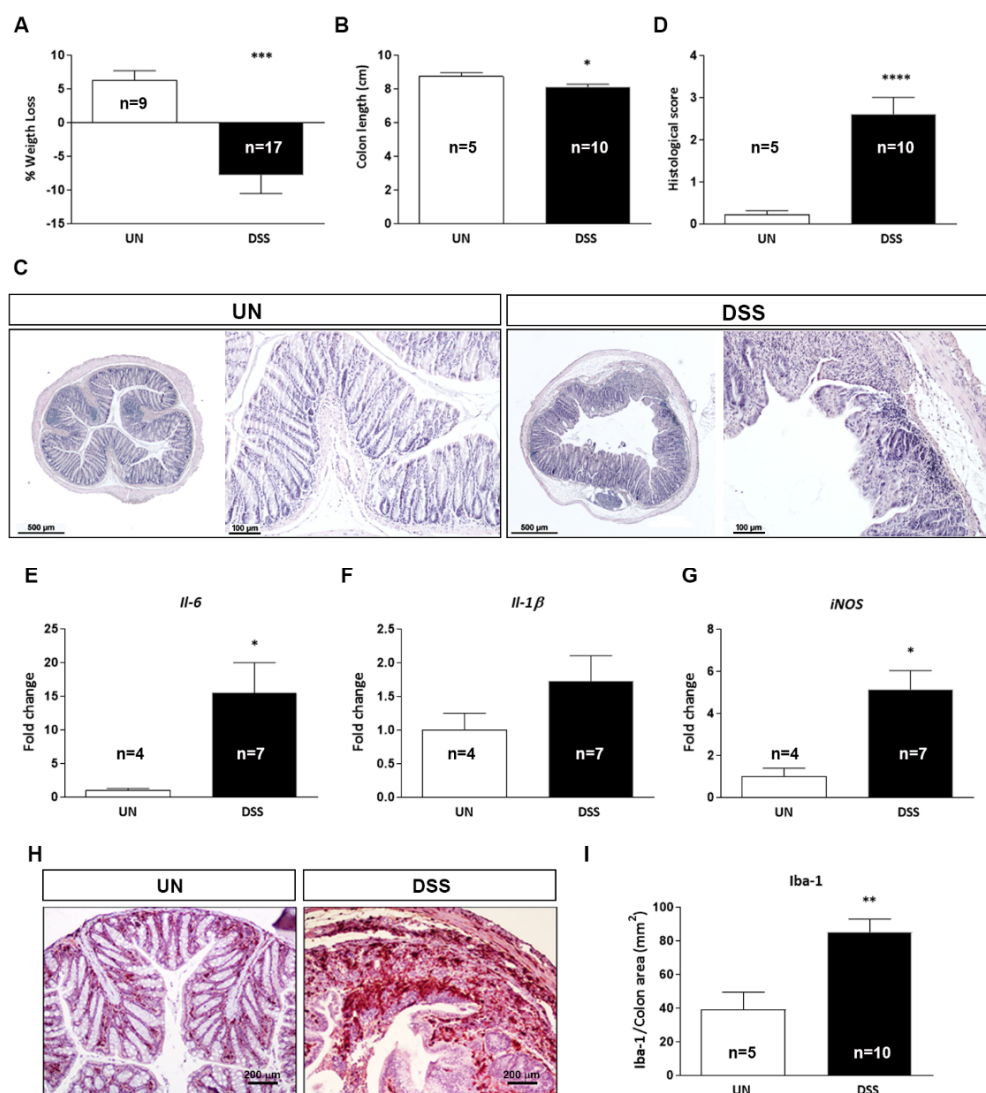 A
% Weigth Loss
10
5
0
-5
-10
-15
***
n=9
n=17
UN
DSS
B
Colon length (cm)
10
8
6
4
2
0
*
n=5
n=10
UN
DSS
D
Histological score
4
3
2
1
0
****
n=5
n=10
UN
DSS
C
UN
DSS
500 µm
100 µm
500 µm
100 µm
E
Il-6
Fold change
25
20
15
10
5
0
*
n=4
n=7
UN
DSS
F
Il-1β
Fold change
2.5
2.0
1.5
1.0
0.5
0.0
n=4
n=7
UN
DSS
G
iNOS
Fold change
8
6
4
2
0
*
n=4
n=7
UN
DSS
H
UN
DSS
200 µm
200 µm
I
Iba-1
Iba-1/Colon area (mm²)
100
80
60
40
20
0
**
n=5
n=10
UN
DSS